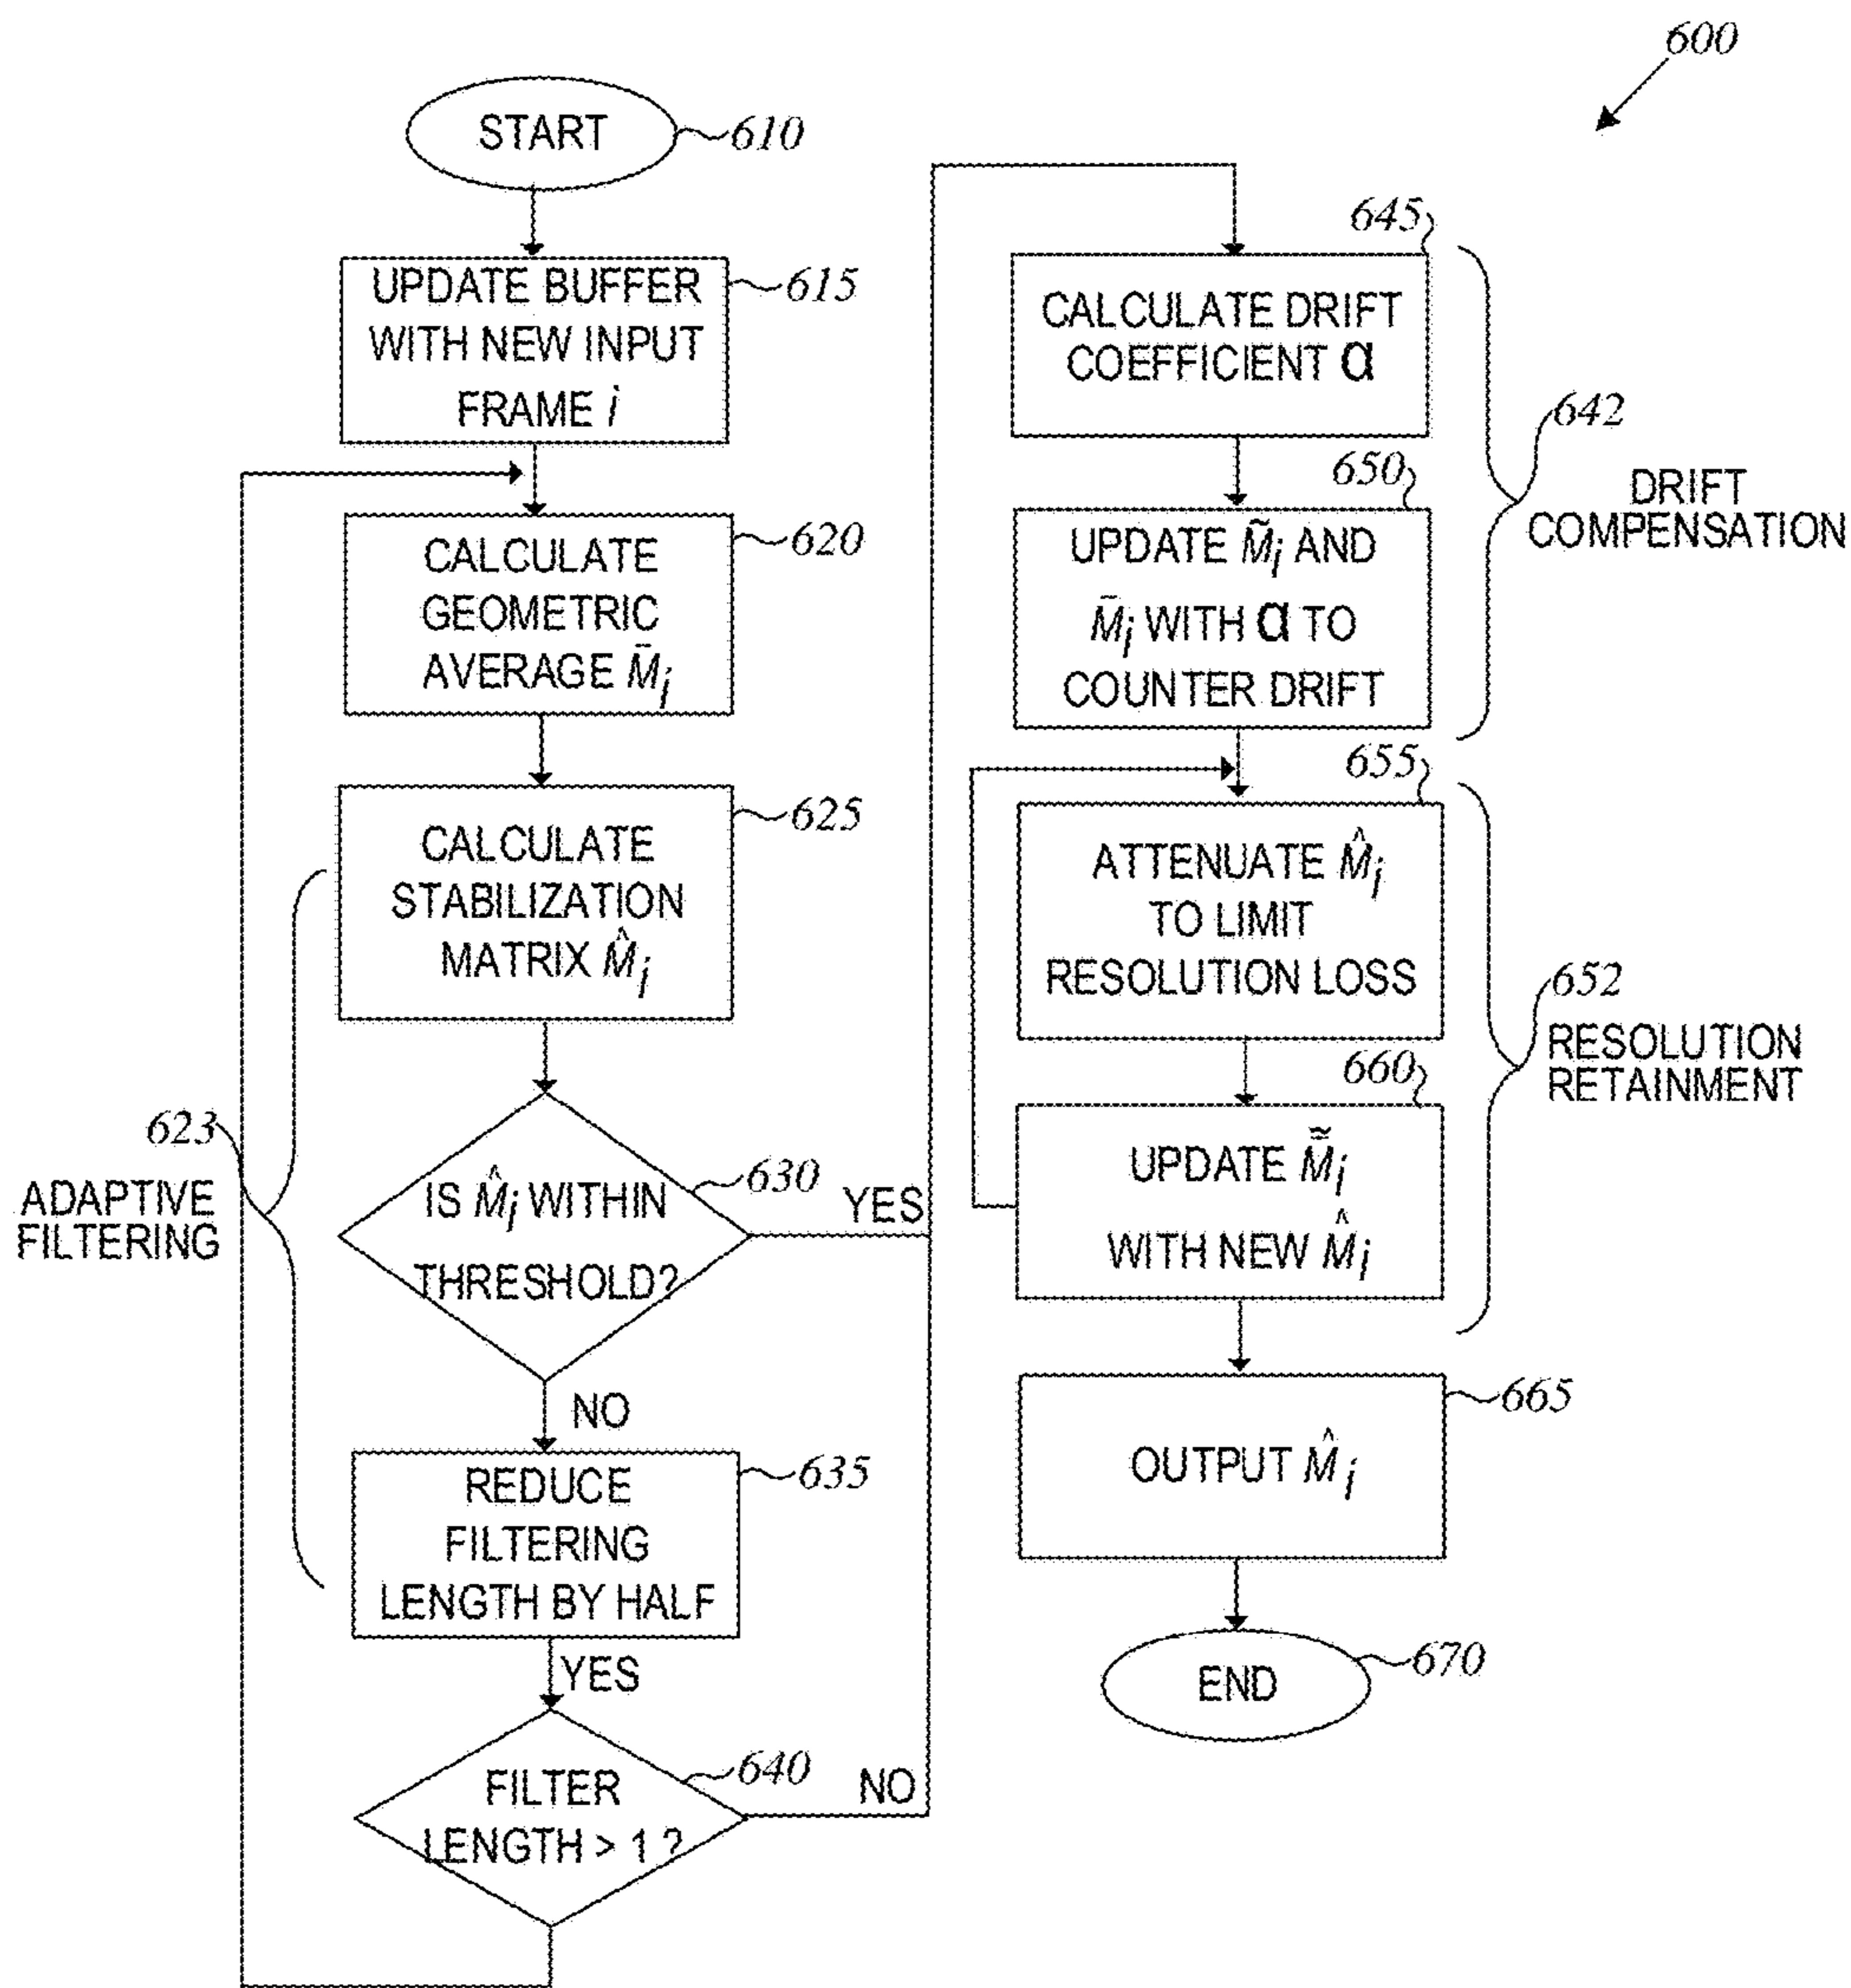 600
START
610
UPDATE BUFFER
WITH NEW INPUT
FRAME i
615
CALCULATE
GEOMETRIC
AVERAGE M̄i
620
CALCULATE
STABILIZATION
MATRIX M̂i
625
623
ADAPTIVE
FILTERING
IS M̂i WITHIN
THRESHOLD?
630
YES
NO
REDUCE
FILTERING
LENGTH BY HALF
635
YES
FILTER
LENGTH > 1 ?
640
NO
645
CALCULATE DRIFT
COEFFICIENT α
642
DRIFT
COMPENSATION
650
UPDATE M̃i AND
M̄i WITH α TO
COUNTER DRIFT
655
ATTENUATE M̂i
TO LIMIT
RESOLUTION LOSS
652
RESOLUTION
RETAINMENT
660
UPDATE M̄̃i
WITH NEW M̂i
665
OUTPUT M̂i
END
670